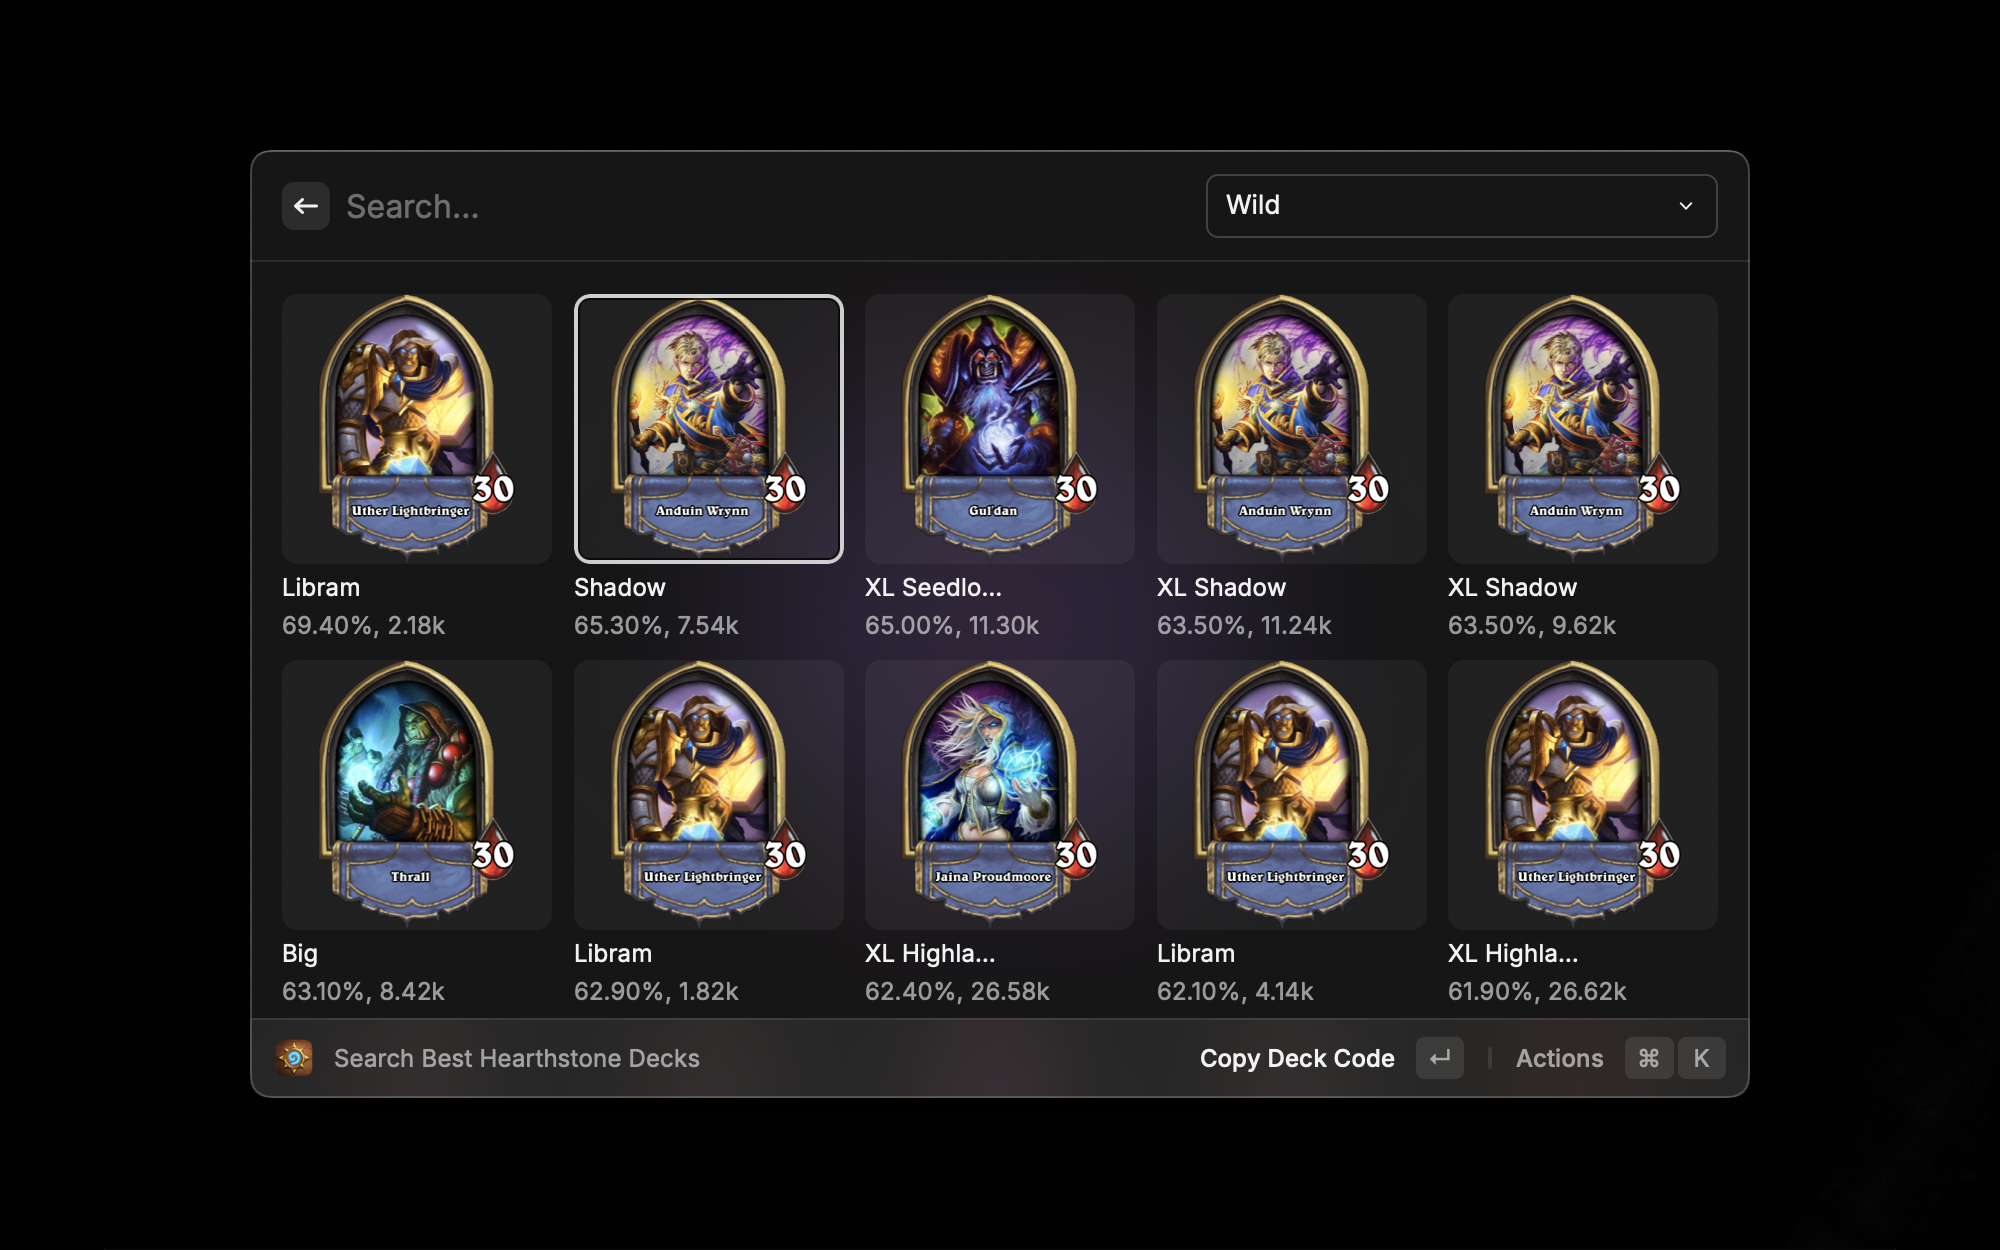 Search...
Wild
30
Uther Lightbringer
Libram
69.40%, 2.18k
30
Anduin Wrynn
Shadow
65.30%, 7.54k
30
Gul'dan
XL Seedlo...
65.00%, 11.30k
30
Anduin Wrynn
XL Shadow
63.50%, 11.24k
30
Anduin Wrynn
XL Shadow
63.50%, 9.62k
30
Thrall
Big
63.10%, 8.42k
30
Uther Lightbringer
Libram
62.90%, 1.82k
30
Jaina Proudmoore
XL Highla...
62.40%, 26.58k
30
Uther Lightbringer
Libram
62.10%, 4.14k
30
Uther Lightbringer
XL Highla...
61.90%, 26.62k
Search Best Hearthstone Decks
Copy Deck Code
Actions
⌘ K